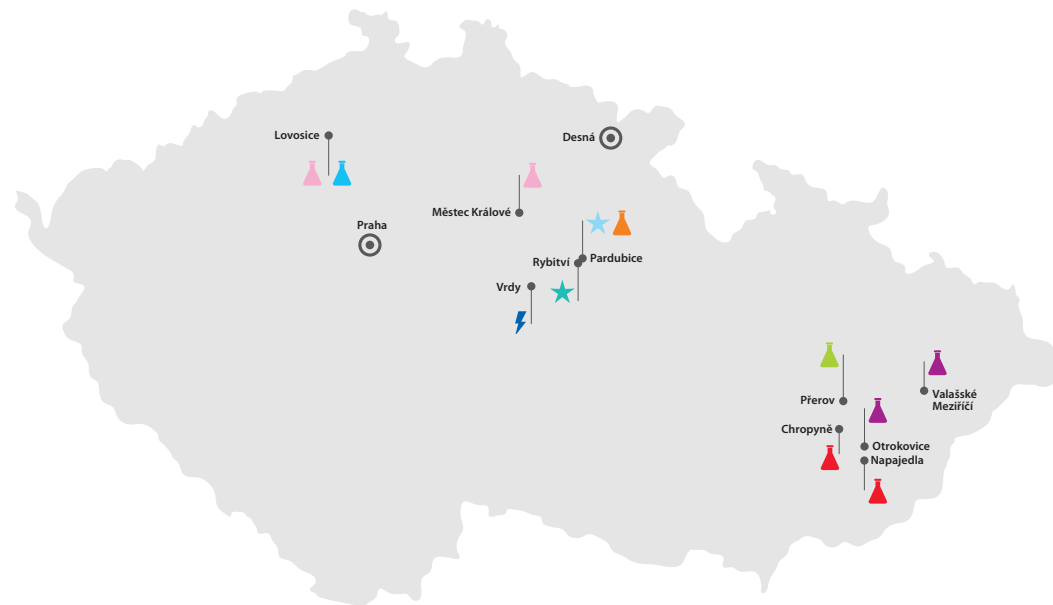 Lovosice
Desná
Městec Králové
Praha
Rybitví
Pardubice
Vrdy
Přerov
Valašské
Meziříčí
Chropyně
Otrokovice
Napajedla